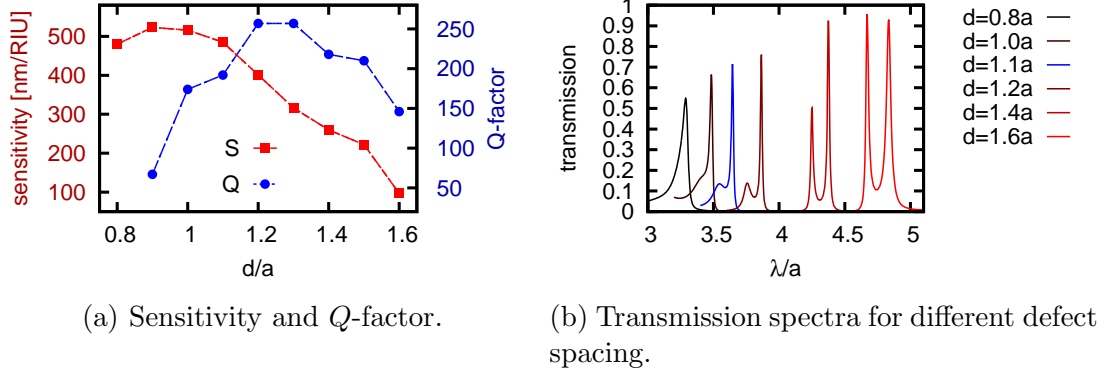 sensitivity [nm/RIU]
500
400
300
200
100
0.8
1
1.2
1.4
1.6
d/a
S
Q
250
200
150
100
50
Q-factor
transmission
1
0.9
0.8
0.7
0.6
0.5
0.4
0.3
0.2
0.1
0
3
3.5
4
4.5
5
λ/a
d=0.8a
d=1.0a
d=1.1a
d=1.2a
d=1.4a
d=1.6a
(a) Sensitivity and Q-factor.
(b) Transmission spectra for different defect
spacing.